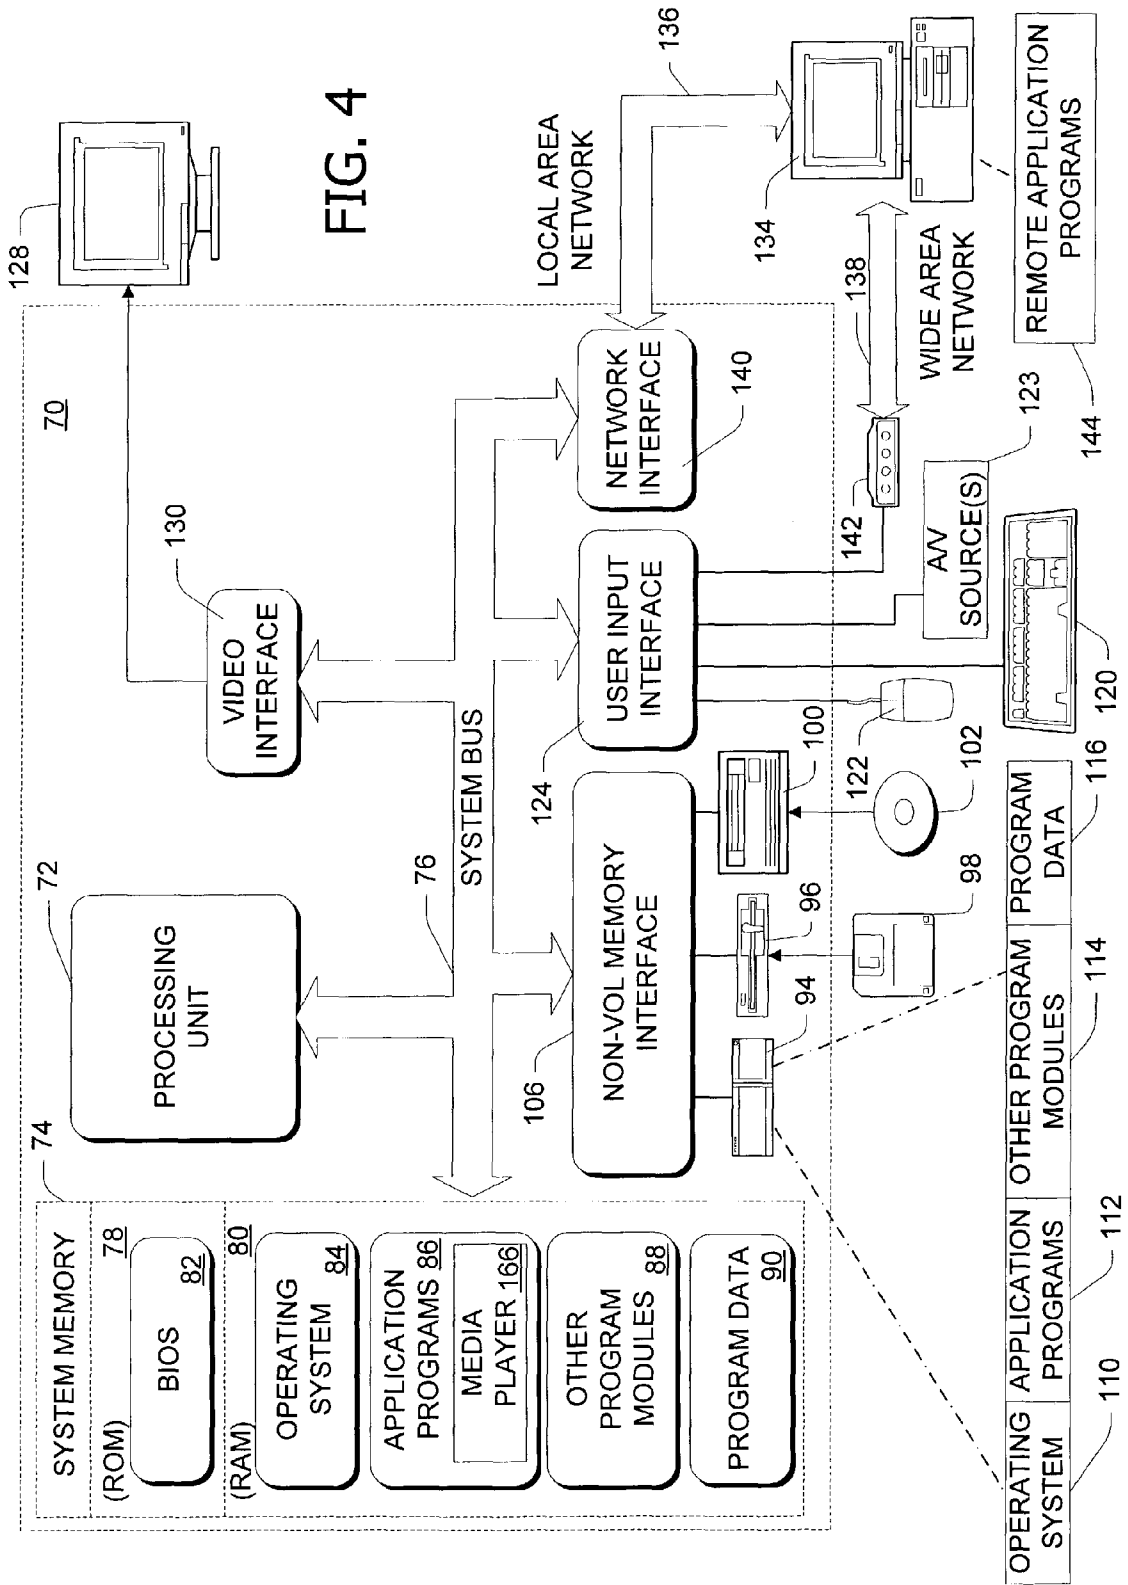 FIG. 4
128
70
130
VIDEO
INTERFACE
72
PROCESSING
UNIT
74
76
SYSTEM BUS
SYSTEM MEMORY
(ROM) 78
BIOS
82
(RAM) 80
OPERATING
SYSTEM 84
APPLICATION
PROGRAMS 86
MEDIA
PLAYER 166
OTHER
PROGRAM
MODULES 88
PROGRAM DATA
90
106
NON-VOL MEMORY
INTERFACE
124
USER INPUT
INTERFACE
NETWORK
INTERFACE
140
LOCAL AREA
NETWORK
136
134
138
WIDE AREA
NETWORK
142
A/V
SOURCE(S)
123
94
96
98
100
102
122
120
OPERATING
SYSTEM
110
APPLICATION
PROGRAMS
112
OTHER PROGRAM
MODULES
114
PROGRAM
DATA
116
REMOTE APPLICATION
PROGRAMS
144